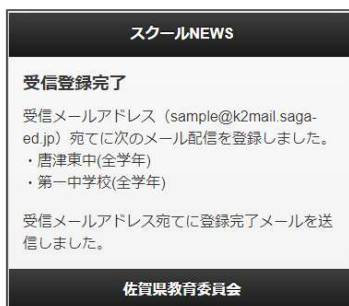 スクールNEWS
受信登録完了
受信メールアドレス（sample@k2mail.saga-
ed.jp）宛てに次のメール配信を登録しました。
・唐津東中(全学年)
・第一中学校(全学年)
受信メールアドレス宛てに登録完了メールを送
信しました。
佐賀県教育委員会